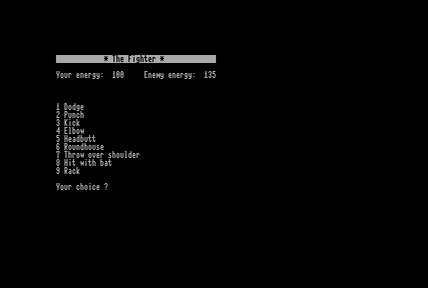 * The Fighter *
Your energy: 100 Enemy energy: 135
1 Dodge
2 Punch
3 Kick
4 Elbow
5 Headbutt
6 Roundhouse
7 Throw over shoulder
8 Hit with bat
9 Rack
Your choice ?